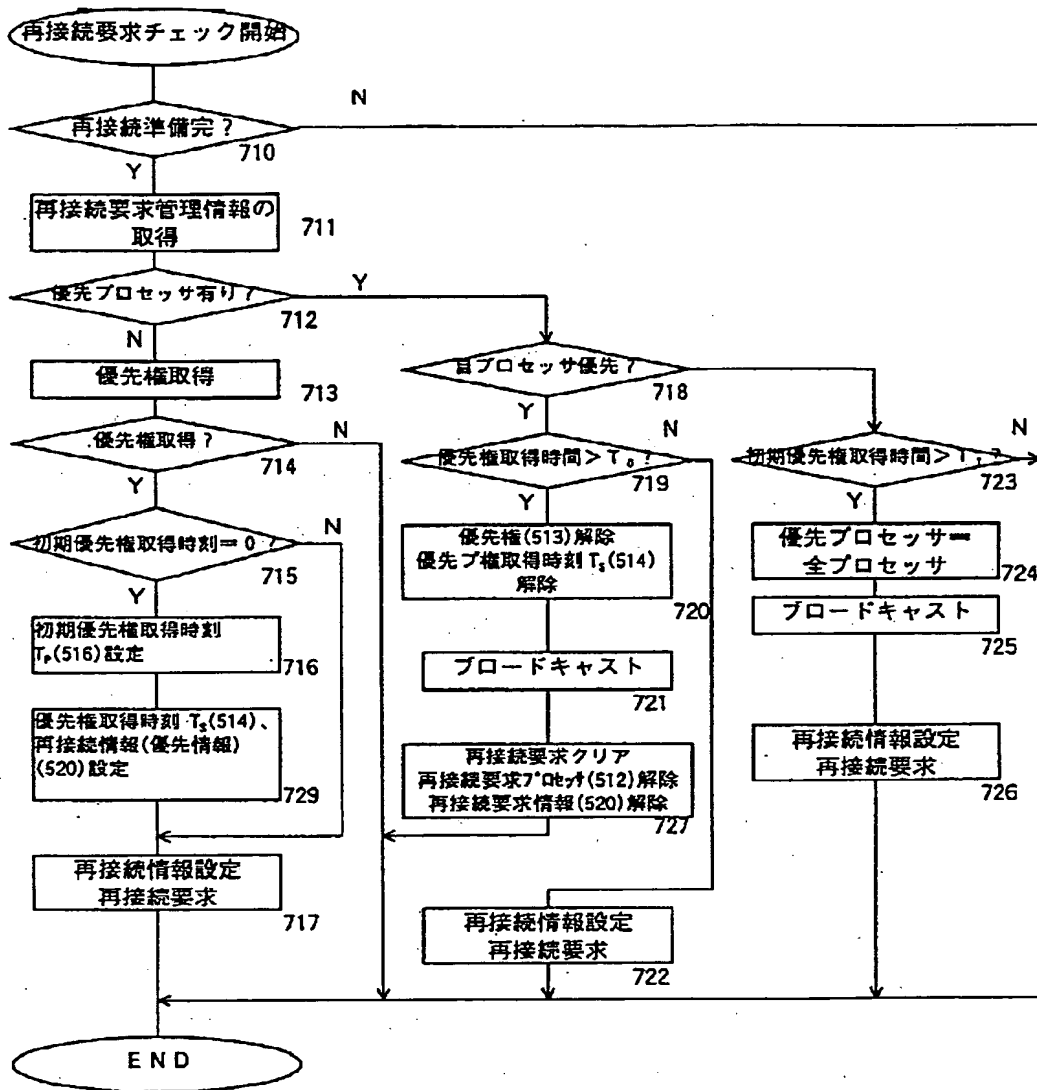 再接続要求チェック開始
N
再接続準備完?
710
Y
再接続要求管理情報の
取得
711
優先プロセッサ有り?
Y
712
N
優先権取得
713
.優先権取得?
N
714
Y
初期優先権取得時刻=0?
N
715
Y
初期優先権取得時刻
Tₚ(516)設定
716
優先権取得時刻 Tₛ(514)、
再接続情報(優先情報)
(520)設定
729
再接続情報設定
再接続要求
717
END
自プロセッサ優先?
718
Y
N
優先権取得時間>T₀?
719
Y
優先権(513)解除
優先プ権取得時刻Tₛ(514)
解除
720
ブロードキャスト
721
再接続要求クリア
再接続要求プロセッサ(512)解除
再接続要求情報(520)解除
727
再接続情報設定
再接続要求
722
N
初期優先権取得時間>T₁?
723
Y
優先プロセッサー=
全プロセッサ
724
ブロードキャスト
725
再接続情報設定
再接続要求
726